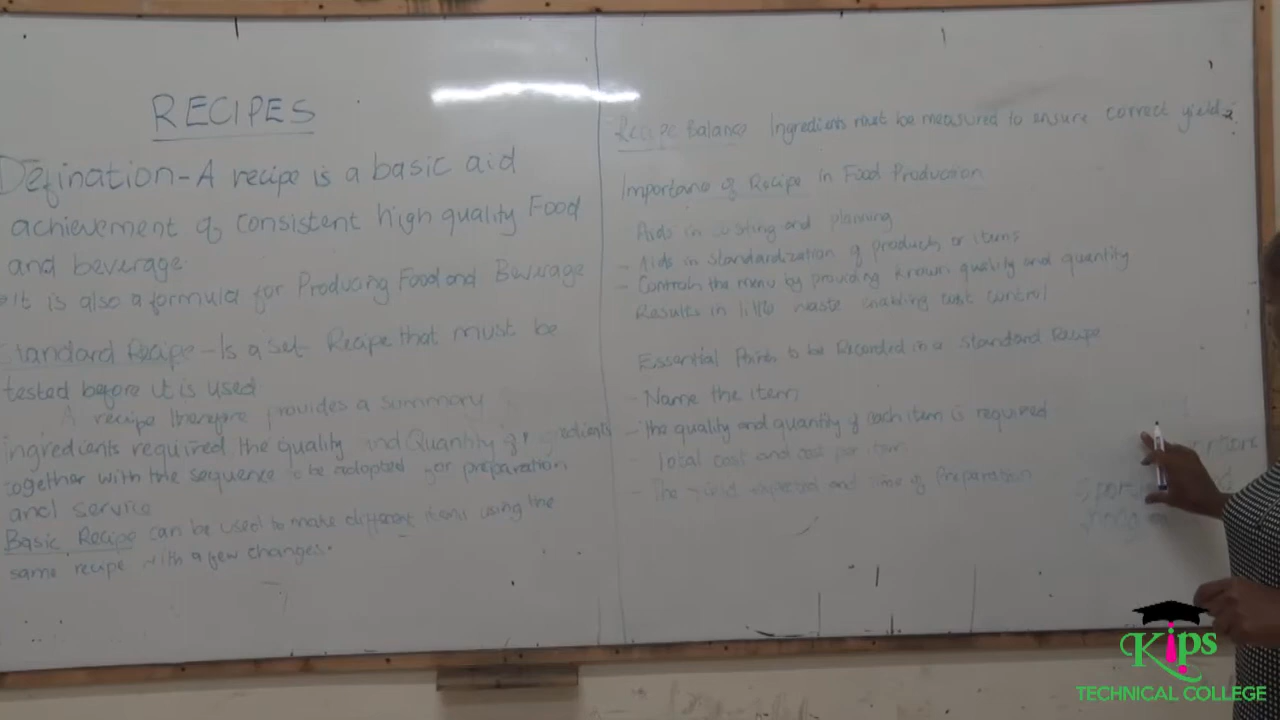 RECIPES
Defination - A recipe is a basic aid
achievement of consistent high quality Food
and beverage
It is also a formula for Producing Food and Beverage
Standard Recipe - Is a set Recipe that must be
tested before it is used
A recipe therefore provides a summary
ingredients required the quality and Quantity of
together with the sequence to be adopted for preparation
and service
Basic Recipe can be used to make different items using the
same recipe with a few changes.
Recipe Balance Ingredients must be measured to ensure correct yield
Importance of Recipe in Food Production
Aids in costing and planning
- Aids in standardization of products or items
- Controls the menu by providing known quality and quantity
Results in little waste enabling cost control
Essential Points to be Recorded in a standard Recipe
- Name the item
- The quality and quantity of each item is required
- Total cost and cost per item
- The yield expected and time of Preparation
Kips
TECHNICAL COLLEGE